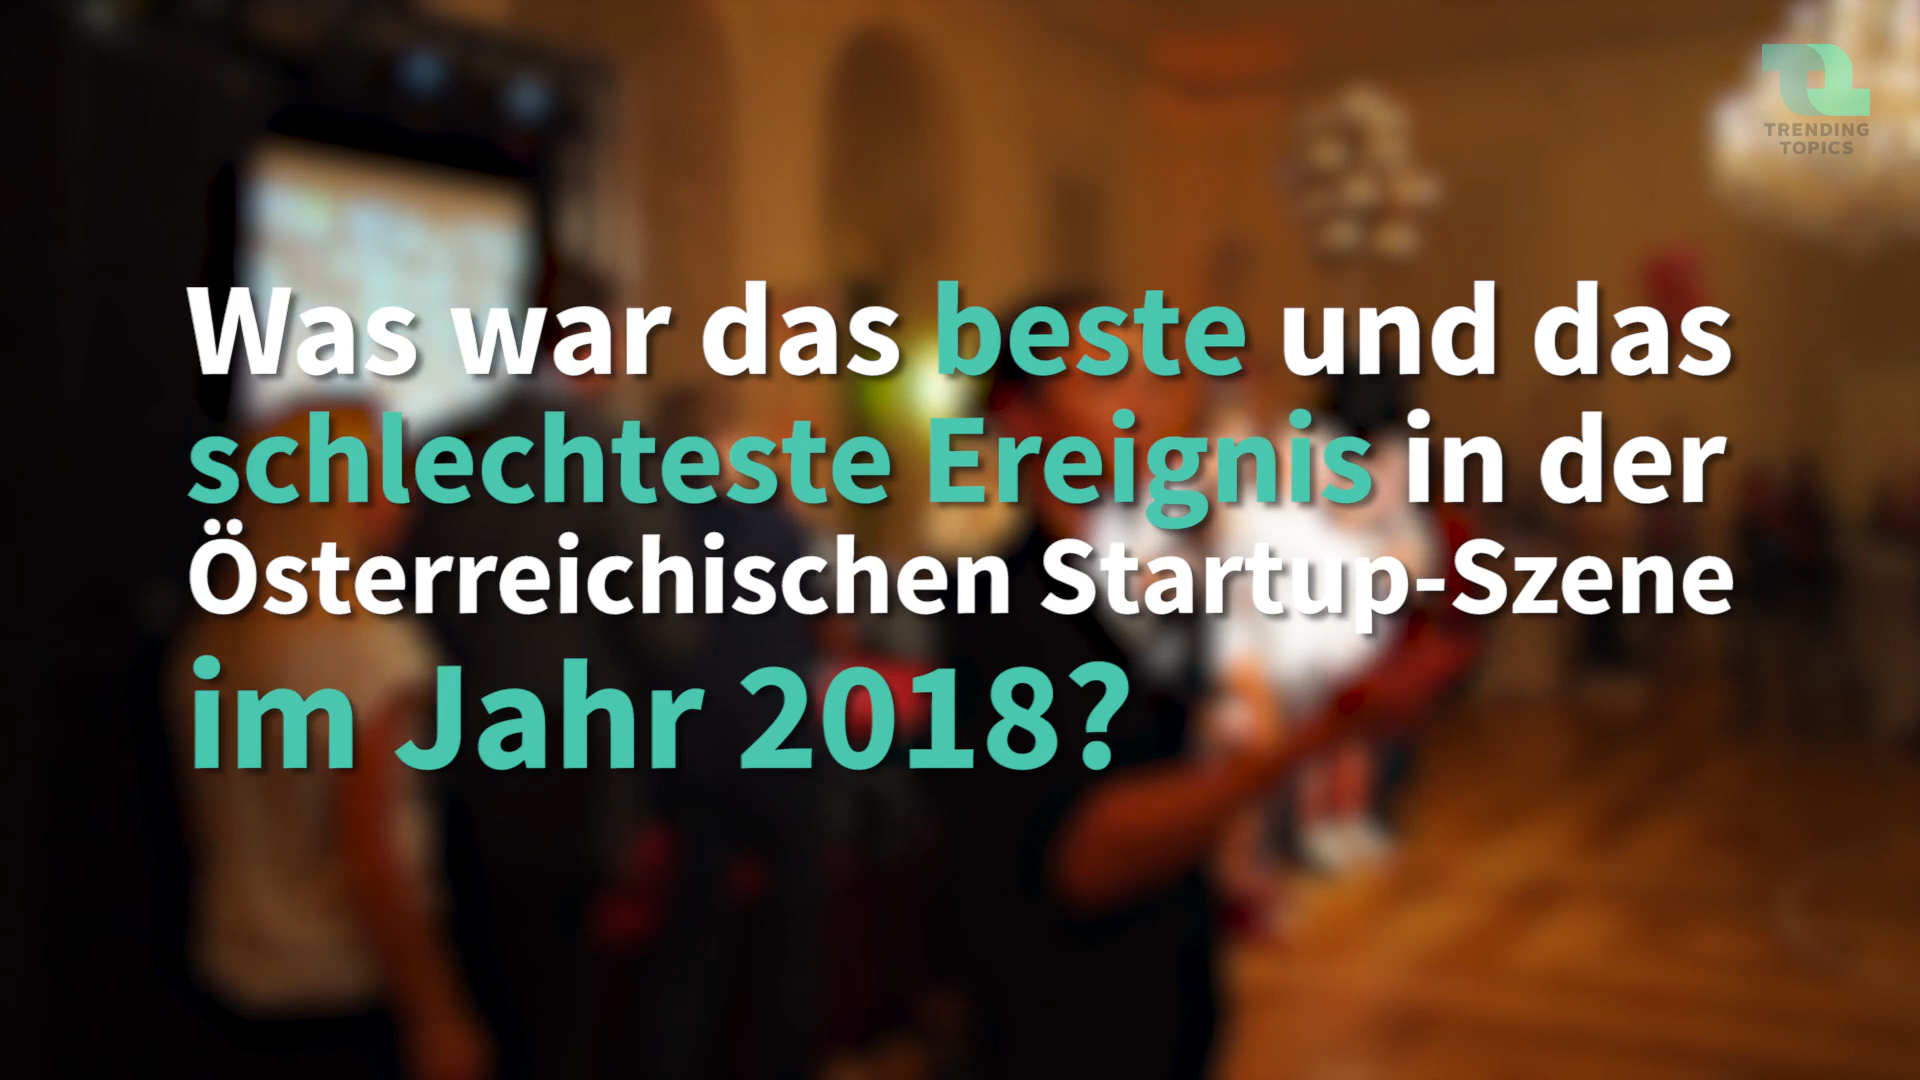 TRENDING
TOPICS
Was war das beste und das
schlechteste Ereignis in der
Österreichischen Startup-Szene
im Jahr 2018?